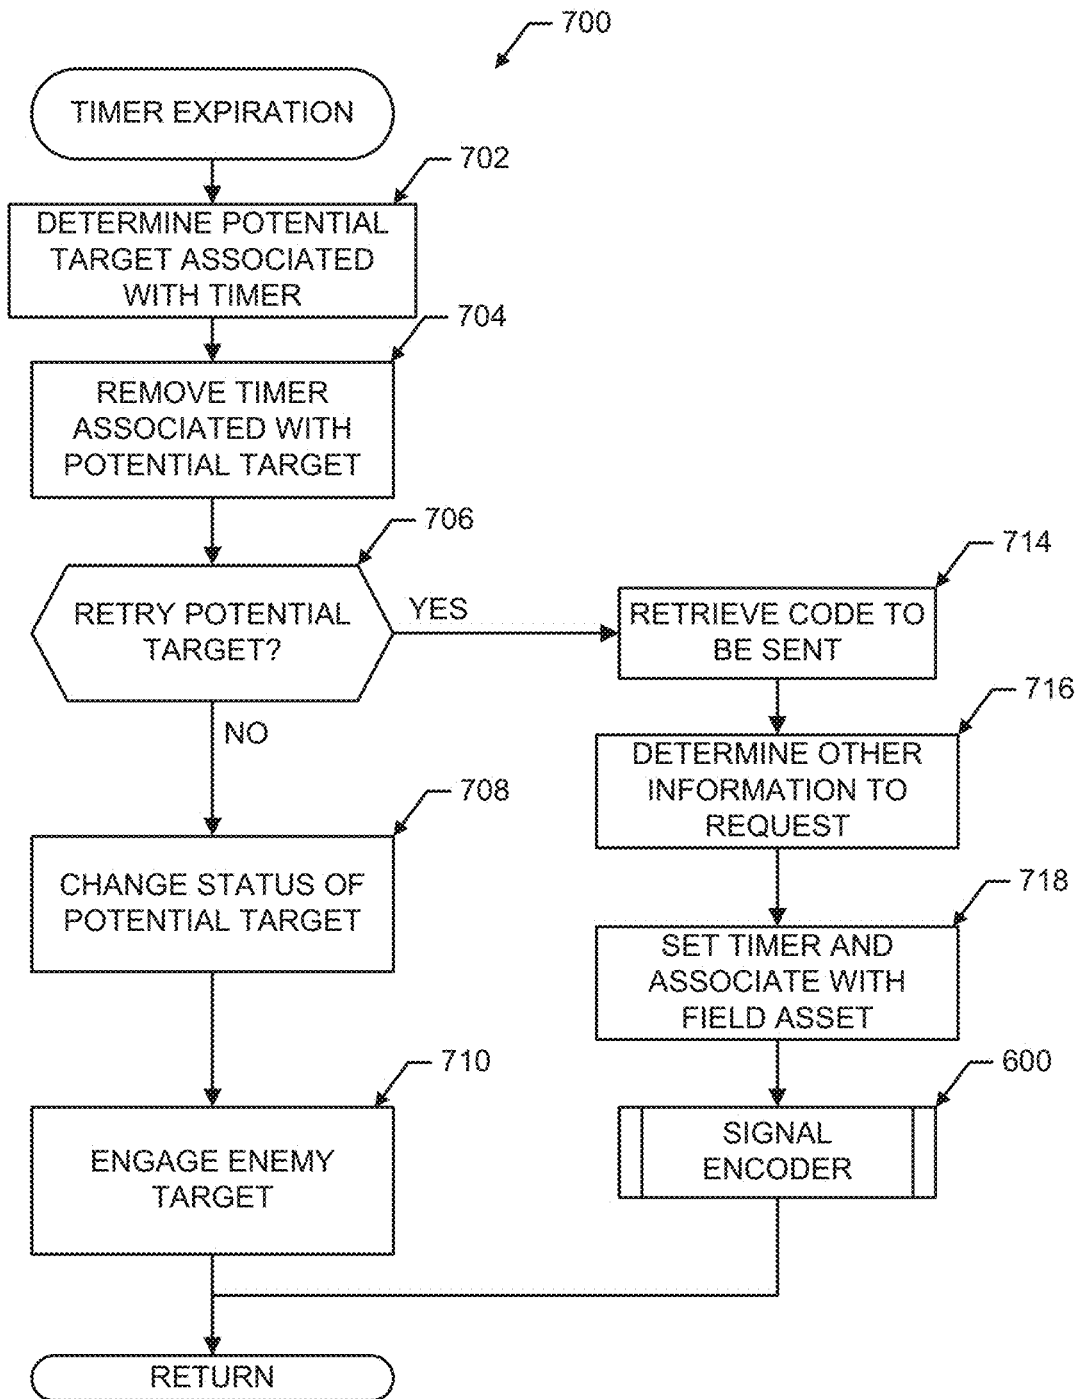 700
TIMER EXPIRATION
702
DETERMINE POTENTIAL
TARGET ASSOCIATED
WITH TIMER
704
REMOVE TIMER
ASSOCIATED WITH
POTENTIAL TARGET
706
RETRY POTENTIAL
TARGET?
YES
NO
714
RETRIEVE CODE TO
BE SENT
716
DETERMINE OTHER
INFORMATION TO
REQUEST
708
CHANGE STATUS OF
POTENTIAL TARGET
718
SET TIMER AND
ASSOCIATE WITH
FIELD ASSET
710
ENGAGE ENEMY
TARGET
600
SIGNAL
ENCODER
RETURN